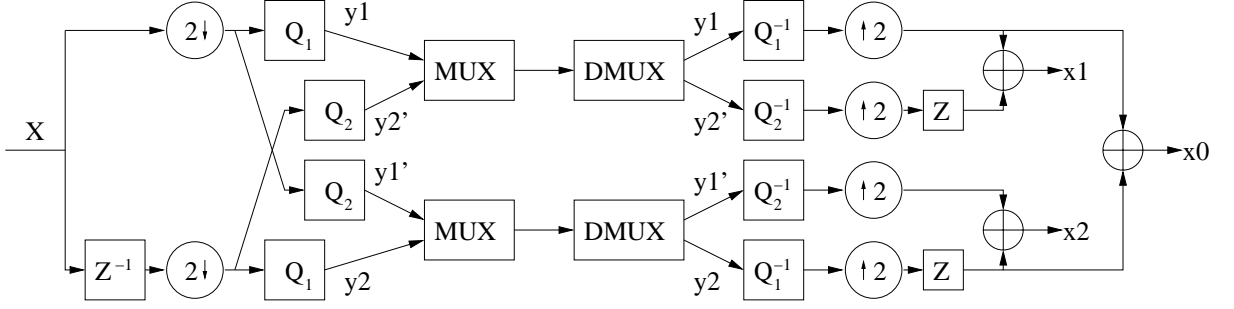 X
2↓
Q₁
y1
Q₂
y2'
MUX
DMUX
y1
Q₁⁻¹
↑2
y2'
Q₂⁻¹
↑2
Z
x1
x0
Z⁻¹
2↓
Q₂
y1'
Q₁
y2
MUX
DMUX
y1'
Q₂⁻¹
↑2
y2
Q₁⁻¹
↑2
Z
x2